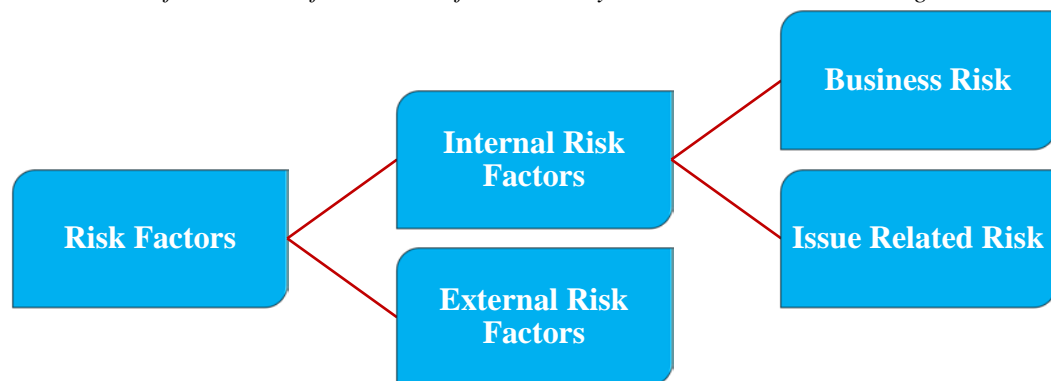 Business Risk
Internal Risk
Factors
Risk Factors
Issue Related Risk
External Risk
Factors